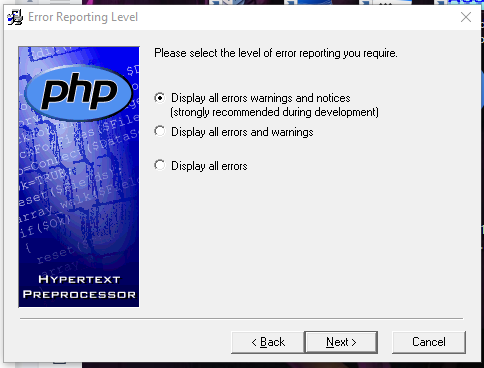 Error Reporting Level
Please select the level of error reporting you require.
Display all errors warnings and notices
(strongly recommended during development)
Display all errors and warnings
Display all errors
php
HYPERTEXT
PREPROCESSOR
< Back
Next >
Cancel